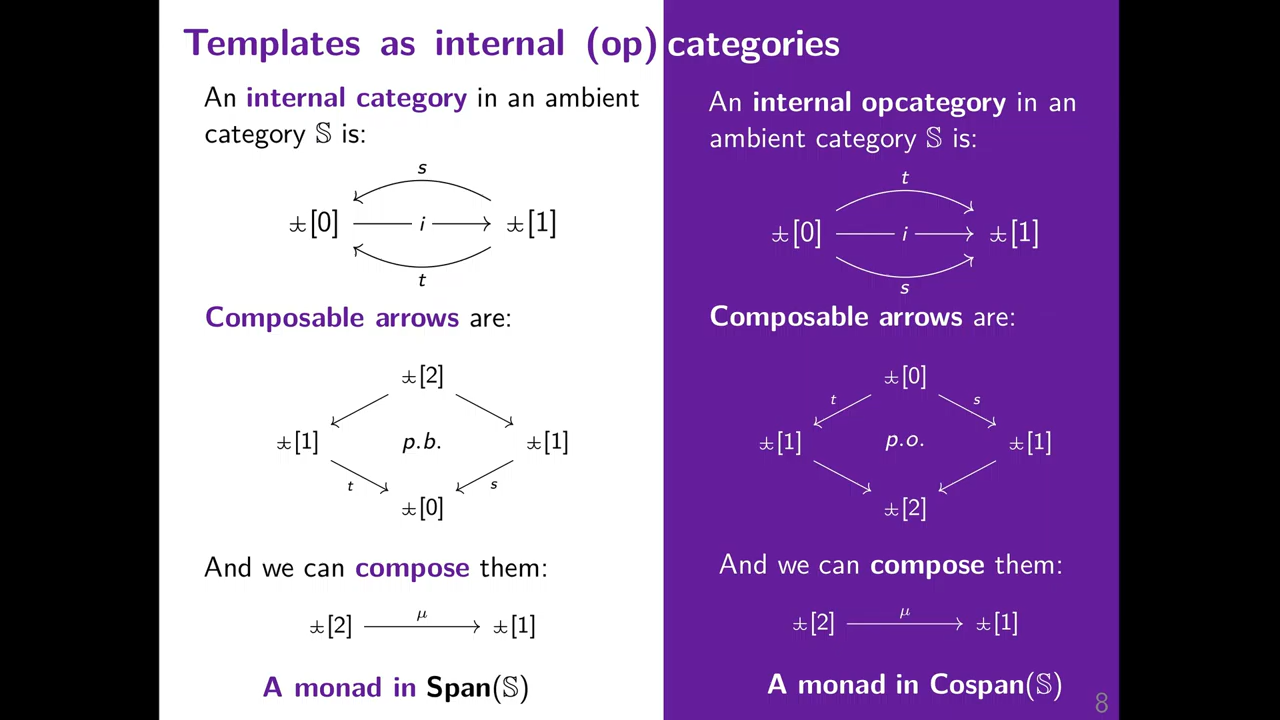 Templates as internal (op)categories
An internal category in an ambient
category 𝕊 is:
s
⩲[0] i ⩲[1]
t
Composable arrows are:
⩲[2]
⩲[1] p.b. ⩲[1]
t s
⩲[0]
And we can compose them:
μ
⩲[2] ⩲[1]
A monad in Span(𝕊)
An internal opcategory in an
ambient category 𝕊 is:
t
⩲[0] i ⩲[1]
s
Composable arrows are:
⩲[0]
t s
⩲[1] p.o. ⩲[1]
⩲[2]
And we can compose them:
μ
⩲[2] ⩲[1]
A monad in Cospan(𝕊)
8